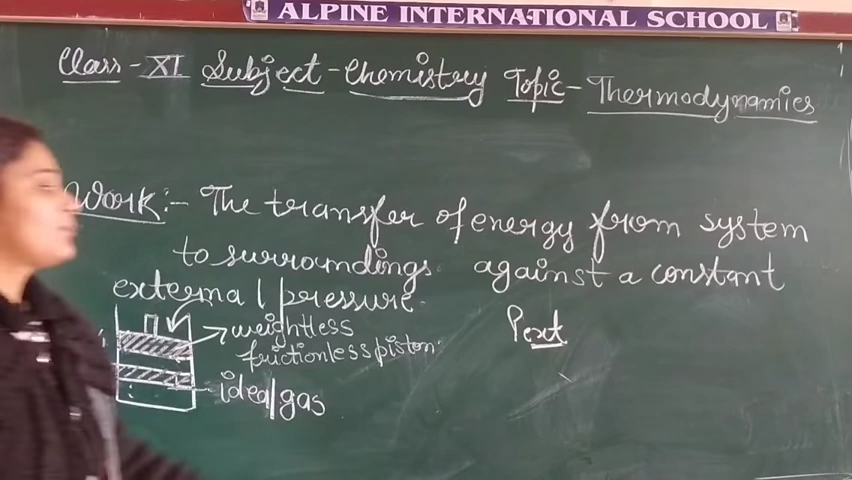 ALPINE INTERNATIONAL SCHOOL
Class - XI Subject - Chemistry Topic - Thermodynamics
Work :- The transfer of energy from system
to surroundings against a constant
external pressure.
Pext
weightless
frictionless piston.
ideal gas